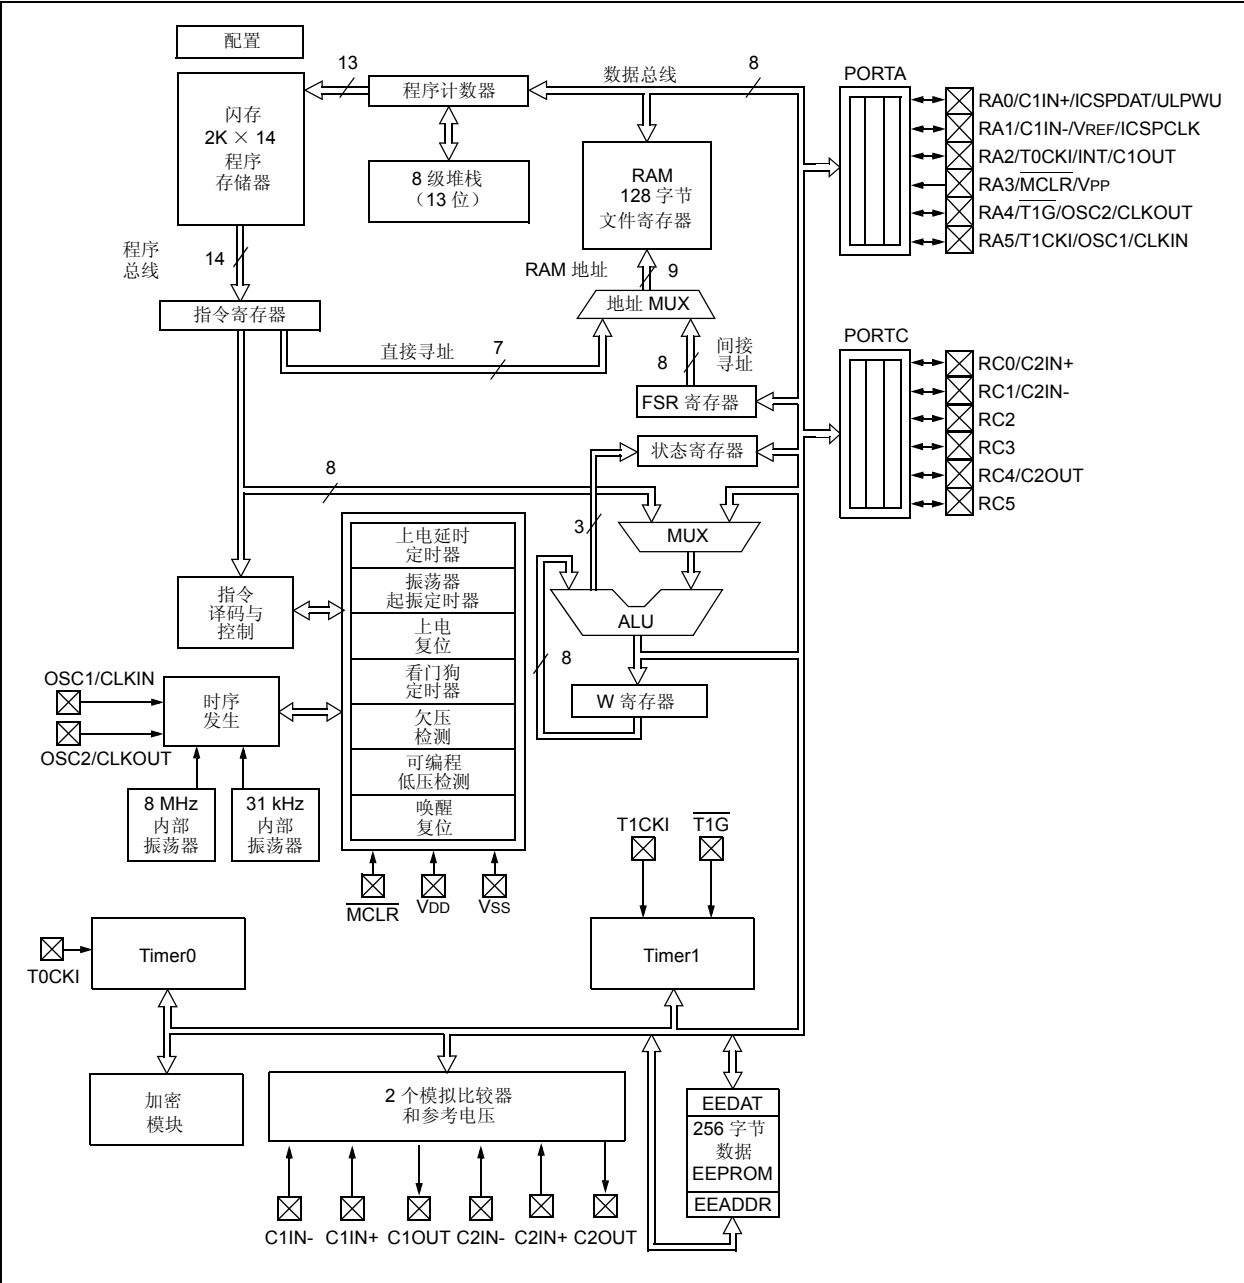 配置
13
数据总线
8
PORTA
程序计数器
闪存
2K × 14
程序
存储器
8 级堆栈
（13 位）
RAM
128 字节
文件寄存器
RA0/C1IN+/ICSPDAT/ULPWU
RA1/C1IN-/VREF/ICSPCLK
RA2/T0CKI/INT/C1OUT
RA3/MCLR/VPP
RA4/T1G/OSC2/CLKOUT
RA5/T1CKI/OSC1/CLKIN
程序
总线
14
RAM 地址
9
指令寄存器
地址 MUX
直接寻址
7
8
间接
寻址
FSR 寄存器
PORTC
RC0/C2IN+
RC1/C2IN-
RC2
RC3
RC4/C2OUT
RC5
状态寄存器
8
3
MUX
上电延时
定时器
振荡器
起振定时器
上电
复位
看门狗
定时器
欠压
检测
可编程
低压检测
唤醒
复位
指令
译码与
控制
ALU
8
W 寄存器
OSC1/CLKIN
OSC2/CLKOUT
时序
发生
8 MHz
内部
振荡器
31 kHz
内部
振荡器
MCLR
VDD
VSS
T1CKI
T1G
T0CKI
Timer0
Timer1
加密
模块
2 个模拟比较器
和参考电压
EEDAT
256 字节
数据
EEPROM
EEADDR
C1IN-
C1IN+
C1OUT
C2IN-
C2IN+
C2OUT